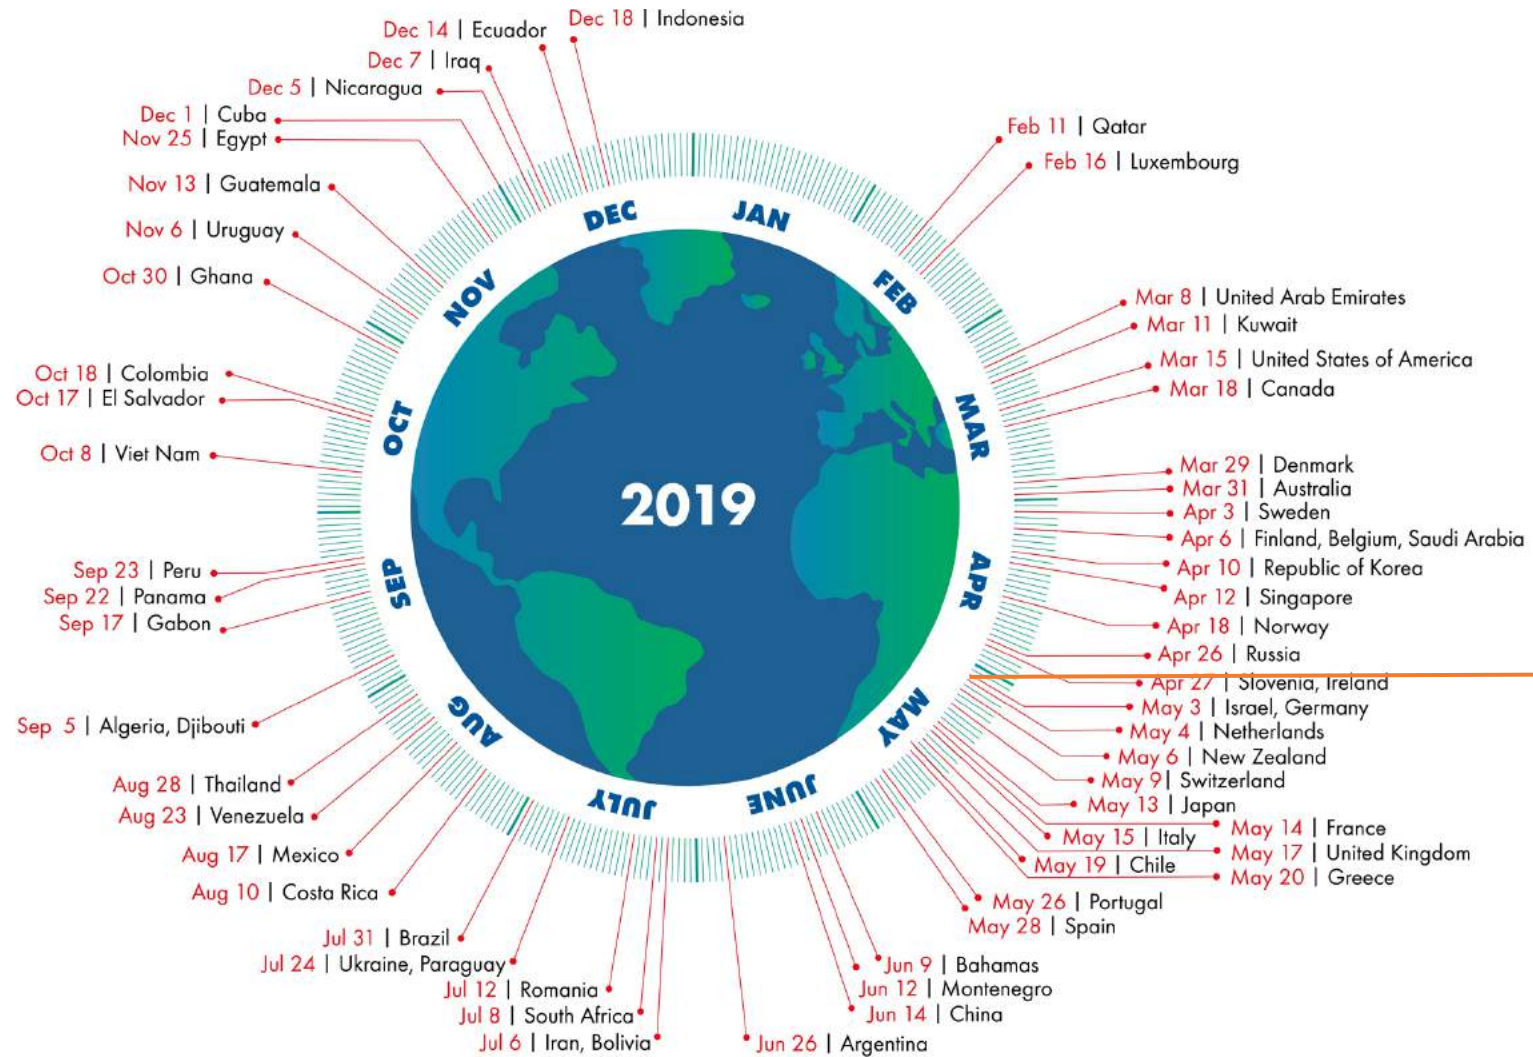 Dec 18 | Indonesia
Dec 14 | Ecuador
Dec 7 | Iraq
Dec 5 | Nicaragua
Dec 1 | Cuba
Nov 25 | Egypt
Nov 13 | Guatemala
Nov 6 | Uruguay
Oct 30 | Ghana
Oct 18 | Colombia
Oct 17 | El Salvador
Oct 8 | Viet Nam
Sep 23 | Peru
Sep 22 | Panama
Sep 17 | Gabon
Sep 5 | Algeria, Djibouti
Aug 28 | Thailand
Aug 23 | Venezuela
Aug 17 | Mexico
Aug 10 | Costa Rica
Jul 31 | Brazil
Jul 24 | Ukraine, Paraguay
Jul 12 | Romania
Jul 8 | South Africa
Jul 6 | Iran, Bolivia
JAN
FEB
MAR
APR
MAY
JUNE
JULY
AUG
SEP
OCT
NOV
DEC
2019
Feb 11 | Qatar
Feb 16 | Luxembourg
Mar 8 | United Arab Emirates
Mar 11 | Kuwait
Mar 15 | United States of America
Mar 18 | Canada
Mar 29 | Denmark
Mar 31 | Australia
Apr 3 | Sweden
Apr 6 | Finland, Belgium, Saudi Arabia
Apr 10 | Republic of Korea
Apr 12 | Singapore
Apr 18 | Norway
Apr 26 | Russia
Apr 27 | Slovenia, Ireland
May 3 | Israel, Germany
May 4 | Netherlands
May 6 | New Zealand
May 9 | Switzerland
May 13 | Japan
May 14 | France
May 15 | Italy
May 17 | United Kingdom
May 19 | Chile
May 20 | Greece
May 26 | Portugal
May 28 | Spain
Jun 9 | Bahamas
Jun 12 | Montenegro
Jun 14 | China
Jun 26 | Argentina